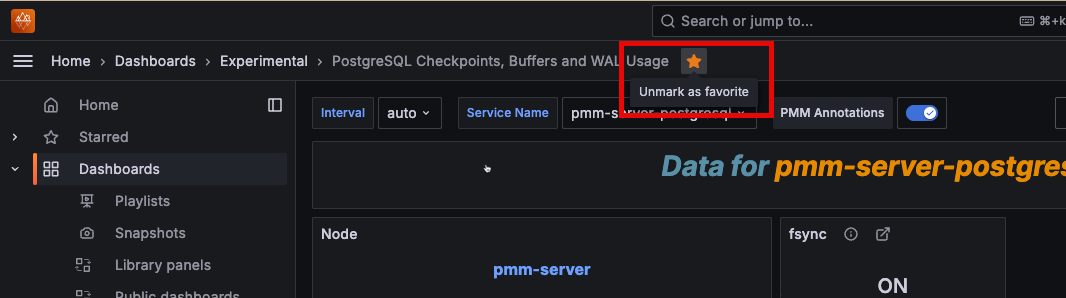 Search or jump to...
⌘+k
Home › Dashboards › Experimental › PostgreSQL Checkpoints, Buffers and WAL Usage
Unmark as favorite
Home
Starred
Dashboards
Playlists
Snapshots
Library panels
Public dashboards
Interval
auto
Service Name
pmm-server-postgresql
PMM Annotations
Data for pmm-server-postgres
Node
pmm-server
fsync
ON